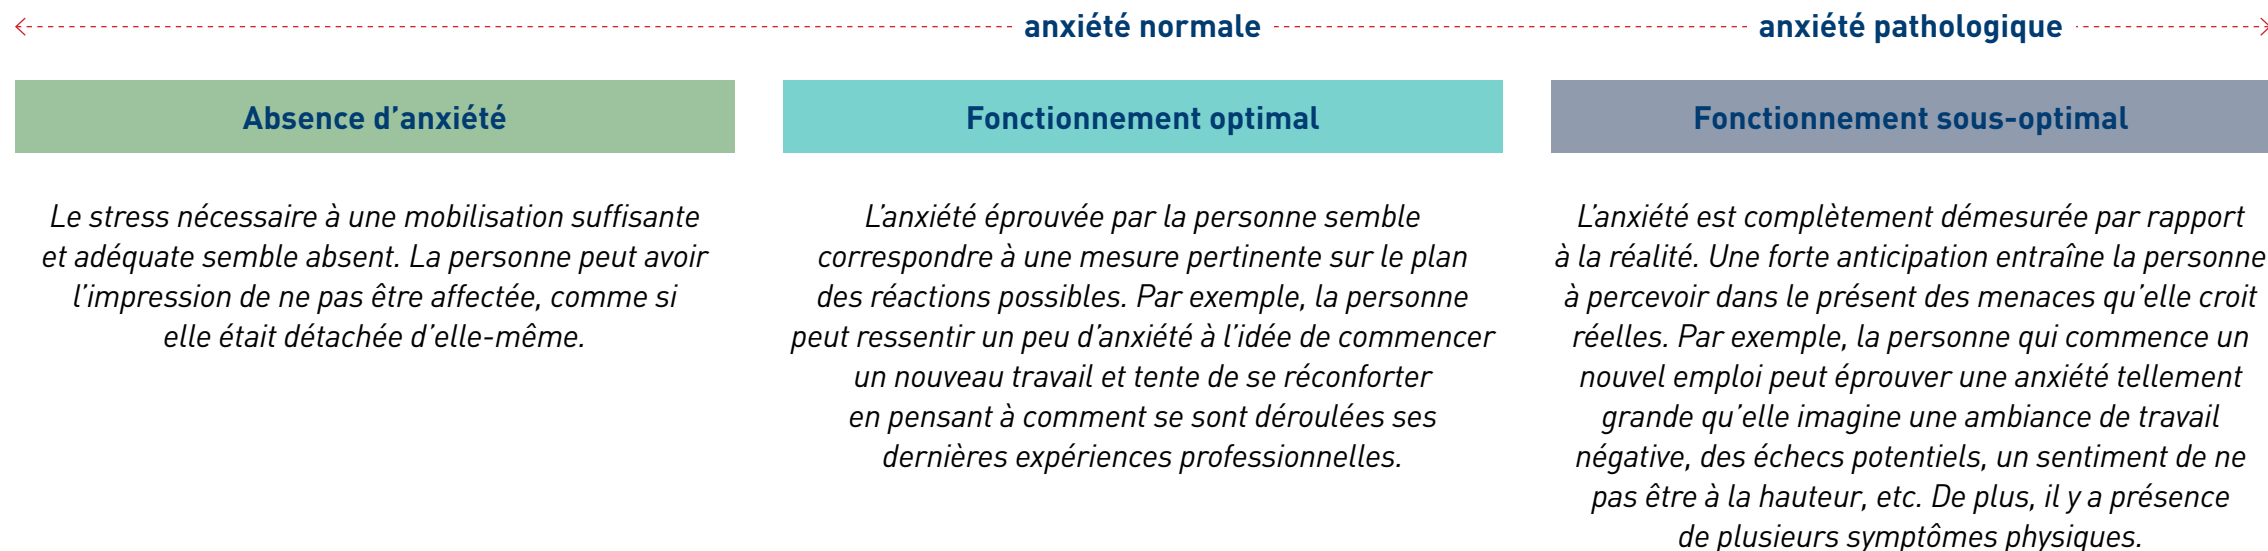 anxiété normale
anxiété pathologique
Absence d’anxiété
Le stress nécessaire à une mobilisation suffisante
et adéquate semble absent. La personne peut avoir
l’impression de ne pas être affectée, comme si
elle était détachée d’elle-même.
Fonctionnement optimal
L’anxiété éprouvée par la personne semble
correspondre à une mesure pertinente sur le plan
des réactions possibles. Par exemple, la personne
peut ressentir un peu d’anxiété à l’idée de commencer
un nouveau travail et tente de se réconforter
en pensant à comment se sont déroulées ses
dernières expériences professionnelles.
Fonctionnement sous-optimal
L’anxiété est complètement démesurée par rapport
à la réalité. Une forte anticipation entraîne la personne
à percevoir dans le présent des menaces qu’elle croit
réelles. Par exemple, la personne qui commence un
nouvel emploi peut éprouver une anxiété tellement
grande qu’elle imagine une ambiance de travail
négative, des échecs potentiels, un sentiment de ne
pas être à la hauteur, etc. De plus, il y a présence
de plusieurs symptômes physiques.